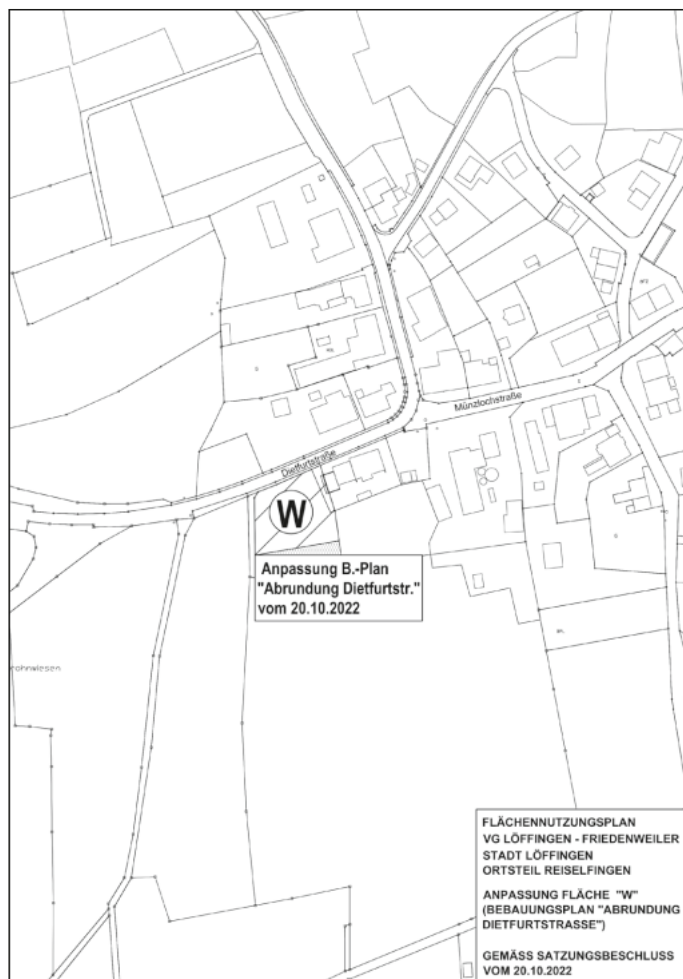 Münzlochstraße
Dietfurtstraße
W
Anpassung B.-Plan
"Abrundung Dietfurtstr."
vom 20.10.2022
rohrwiesen
FLÄCHENNUTZUNGSPLAN
VG LÖFFINGEN - FRIEDENWEILER
STADT LÖFFINGEN
ORTSTEIL REISELFINGEN
ANPASSUNG FLÄCHE "W"
(BEBAUUNGSPLAN "ABRUNDUNG
DIETFURTSTRASSE")
GEMÄSS SATZUNGSBESCHLUSS
VOM 20.10.2022